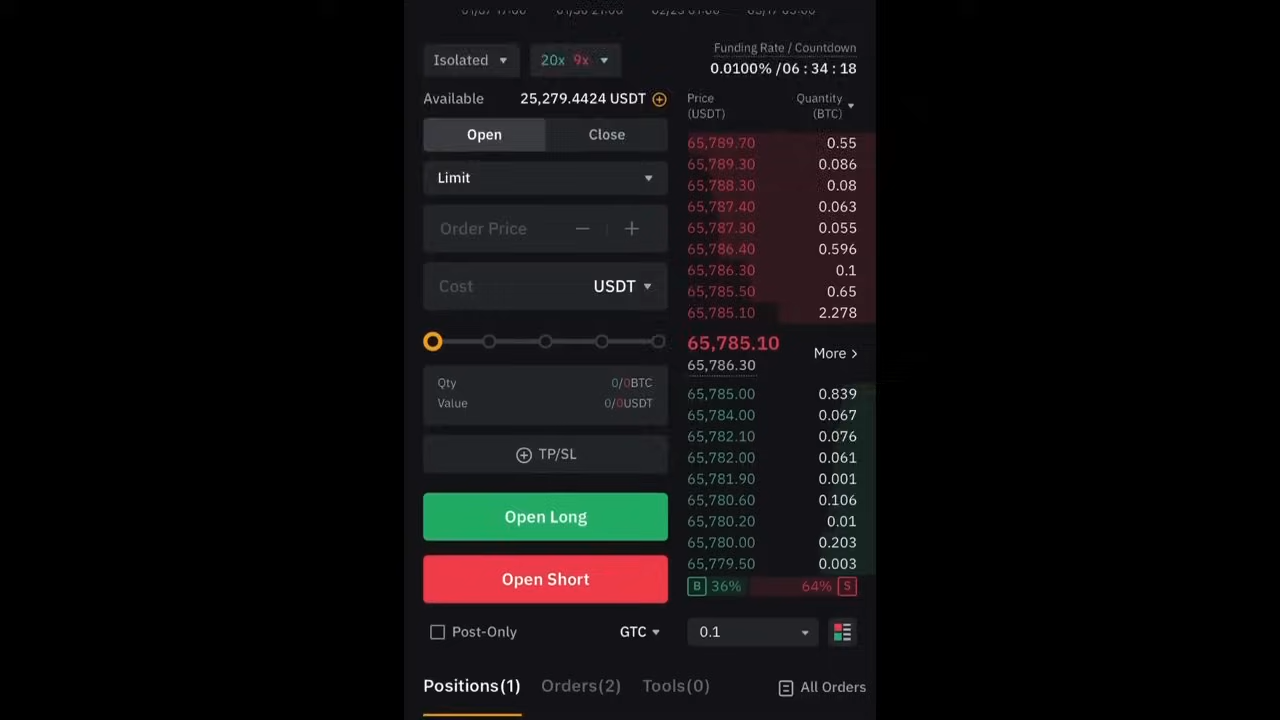 Isolated
20x 9x
Funding Rate / Countdown
0.0100% /06 : 34 : 18
Available 25,279.4424 USDT
Open Close
Limit
Order Price
Cost USDT
Qty 0/0BTC
Value 0/0USDT
TP/SL
Open Long
Open Short
Post-Only GTC
Price Quantity
(USDT) (BTC)
65,789.70 0.55
65,789.30 0.086
65,788.30 0.08
65,787.40 0.063
65,787.30 0.055
65,786.40 0.596
65,786.30 0.1
65,785.50 0.65
65,785.10 2.278
65,785.10
65,786.30
More >
65,785.00 0.839
65,784.00 0.067
65,782.10 0.076
65,782.00 0.061
65,781.90 0.001
65,780.60 0.106
65,780.20 0.01
65,780.00 0.203
65,779.50 0.003
B 36% 64% S
0.1
Positions(1) Orders(2) Tools(0) All Orders